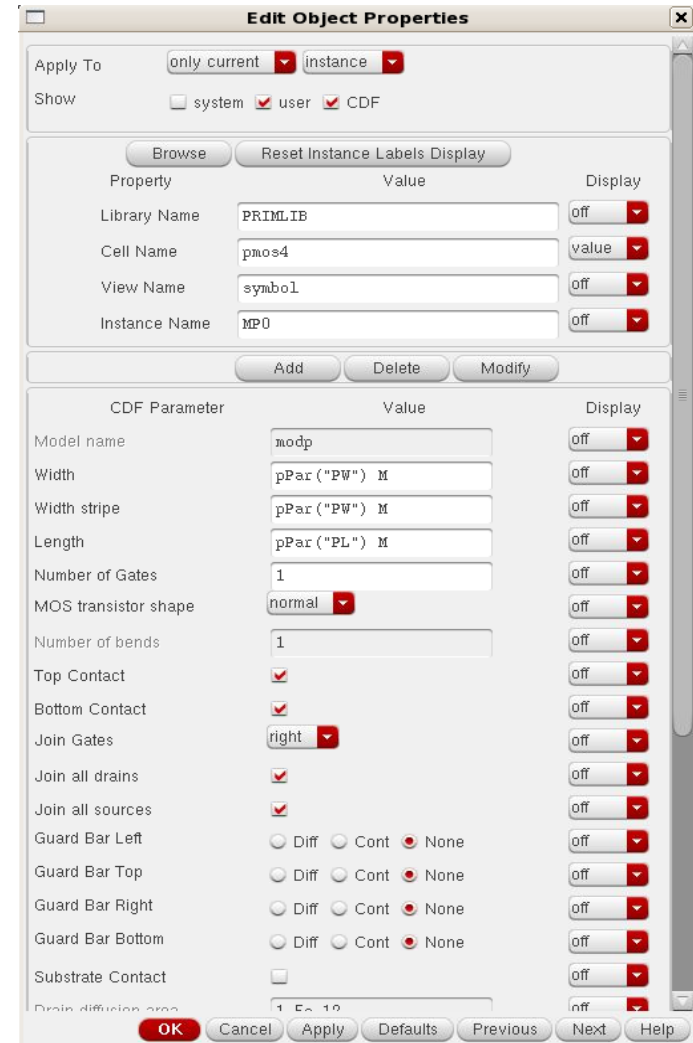 Edit Object Properties
Apply To only current instance
Show system user CDF
Browse Reset Instance Labels Display
Property Value Display
Library Name PRIMLIB off
Cell Name pmos4 value
View Name symbol off
Instance Name MP0 off
Add Delete Modify
CDF Parameter Value Display
Model name modp off
Width pPar("PW") M off
Width stripe pPar("PW") M off
Length pPar("PL") M off
Number of Gates 1 off
MOS transistor shape normal off
Number of bends 1 off
Top Contact off
Bottom Contact off
Join Gates right off
Join all drains off
Join all sources off
Guard Bar Left Diff Cont None off
Guard Bar Top Diff Cont None off
Guard Bar Right Diff Cont None off
Guard Bar Bottom Diff Cont None off
Substrate Contact off
Drain diffusion area off
OK Cancel Apply Defaults Previous Next Help